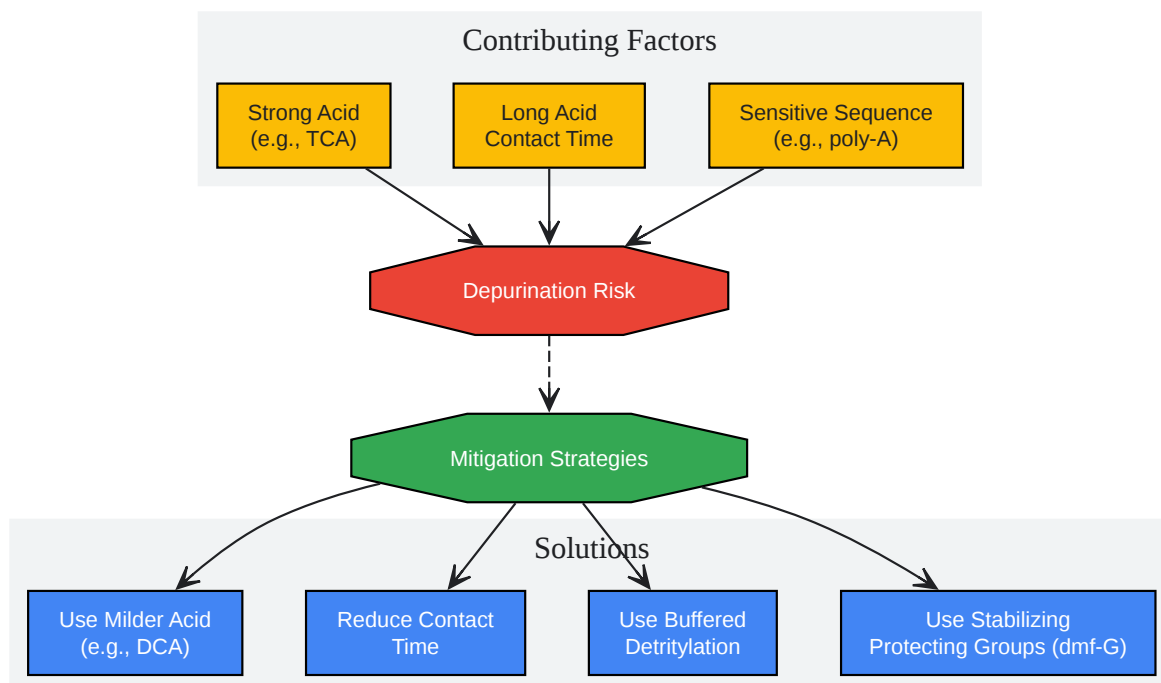 Contributing Factors
Strong Acid
(e.g., TCA)
Long Acid
Contact Time
Sensitive Sequence
(e.g., poly-A)
Depurination Risk
Mitigation Strategies
Solutions
Use Milder Acid
(e.g., DCA)
Reduce Contact
Time
Use Buffered
Detritylation
Use Stabilizing
Protecting Groups (dmf-G)